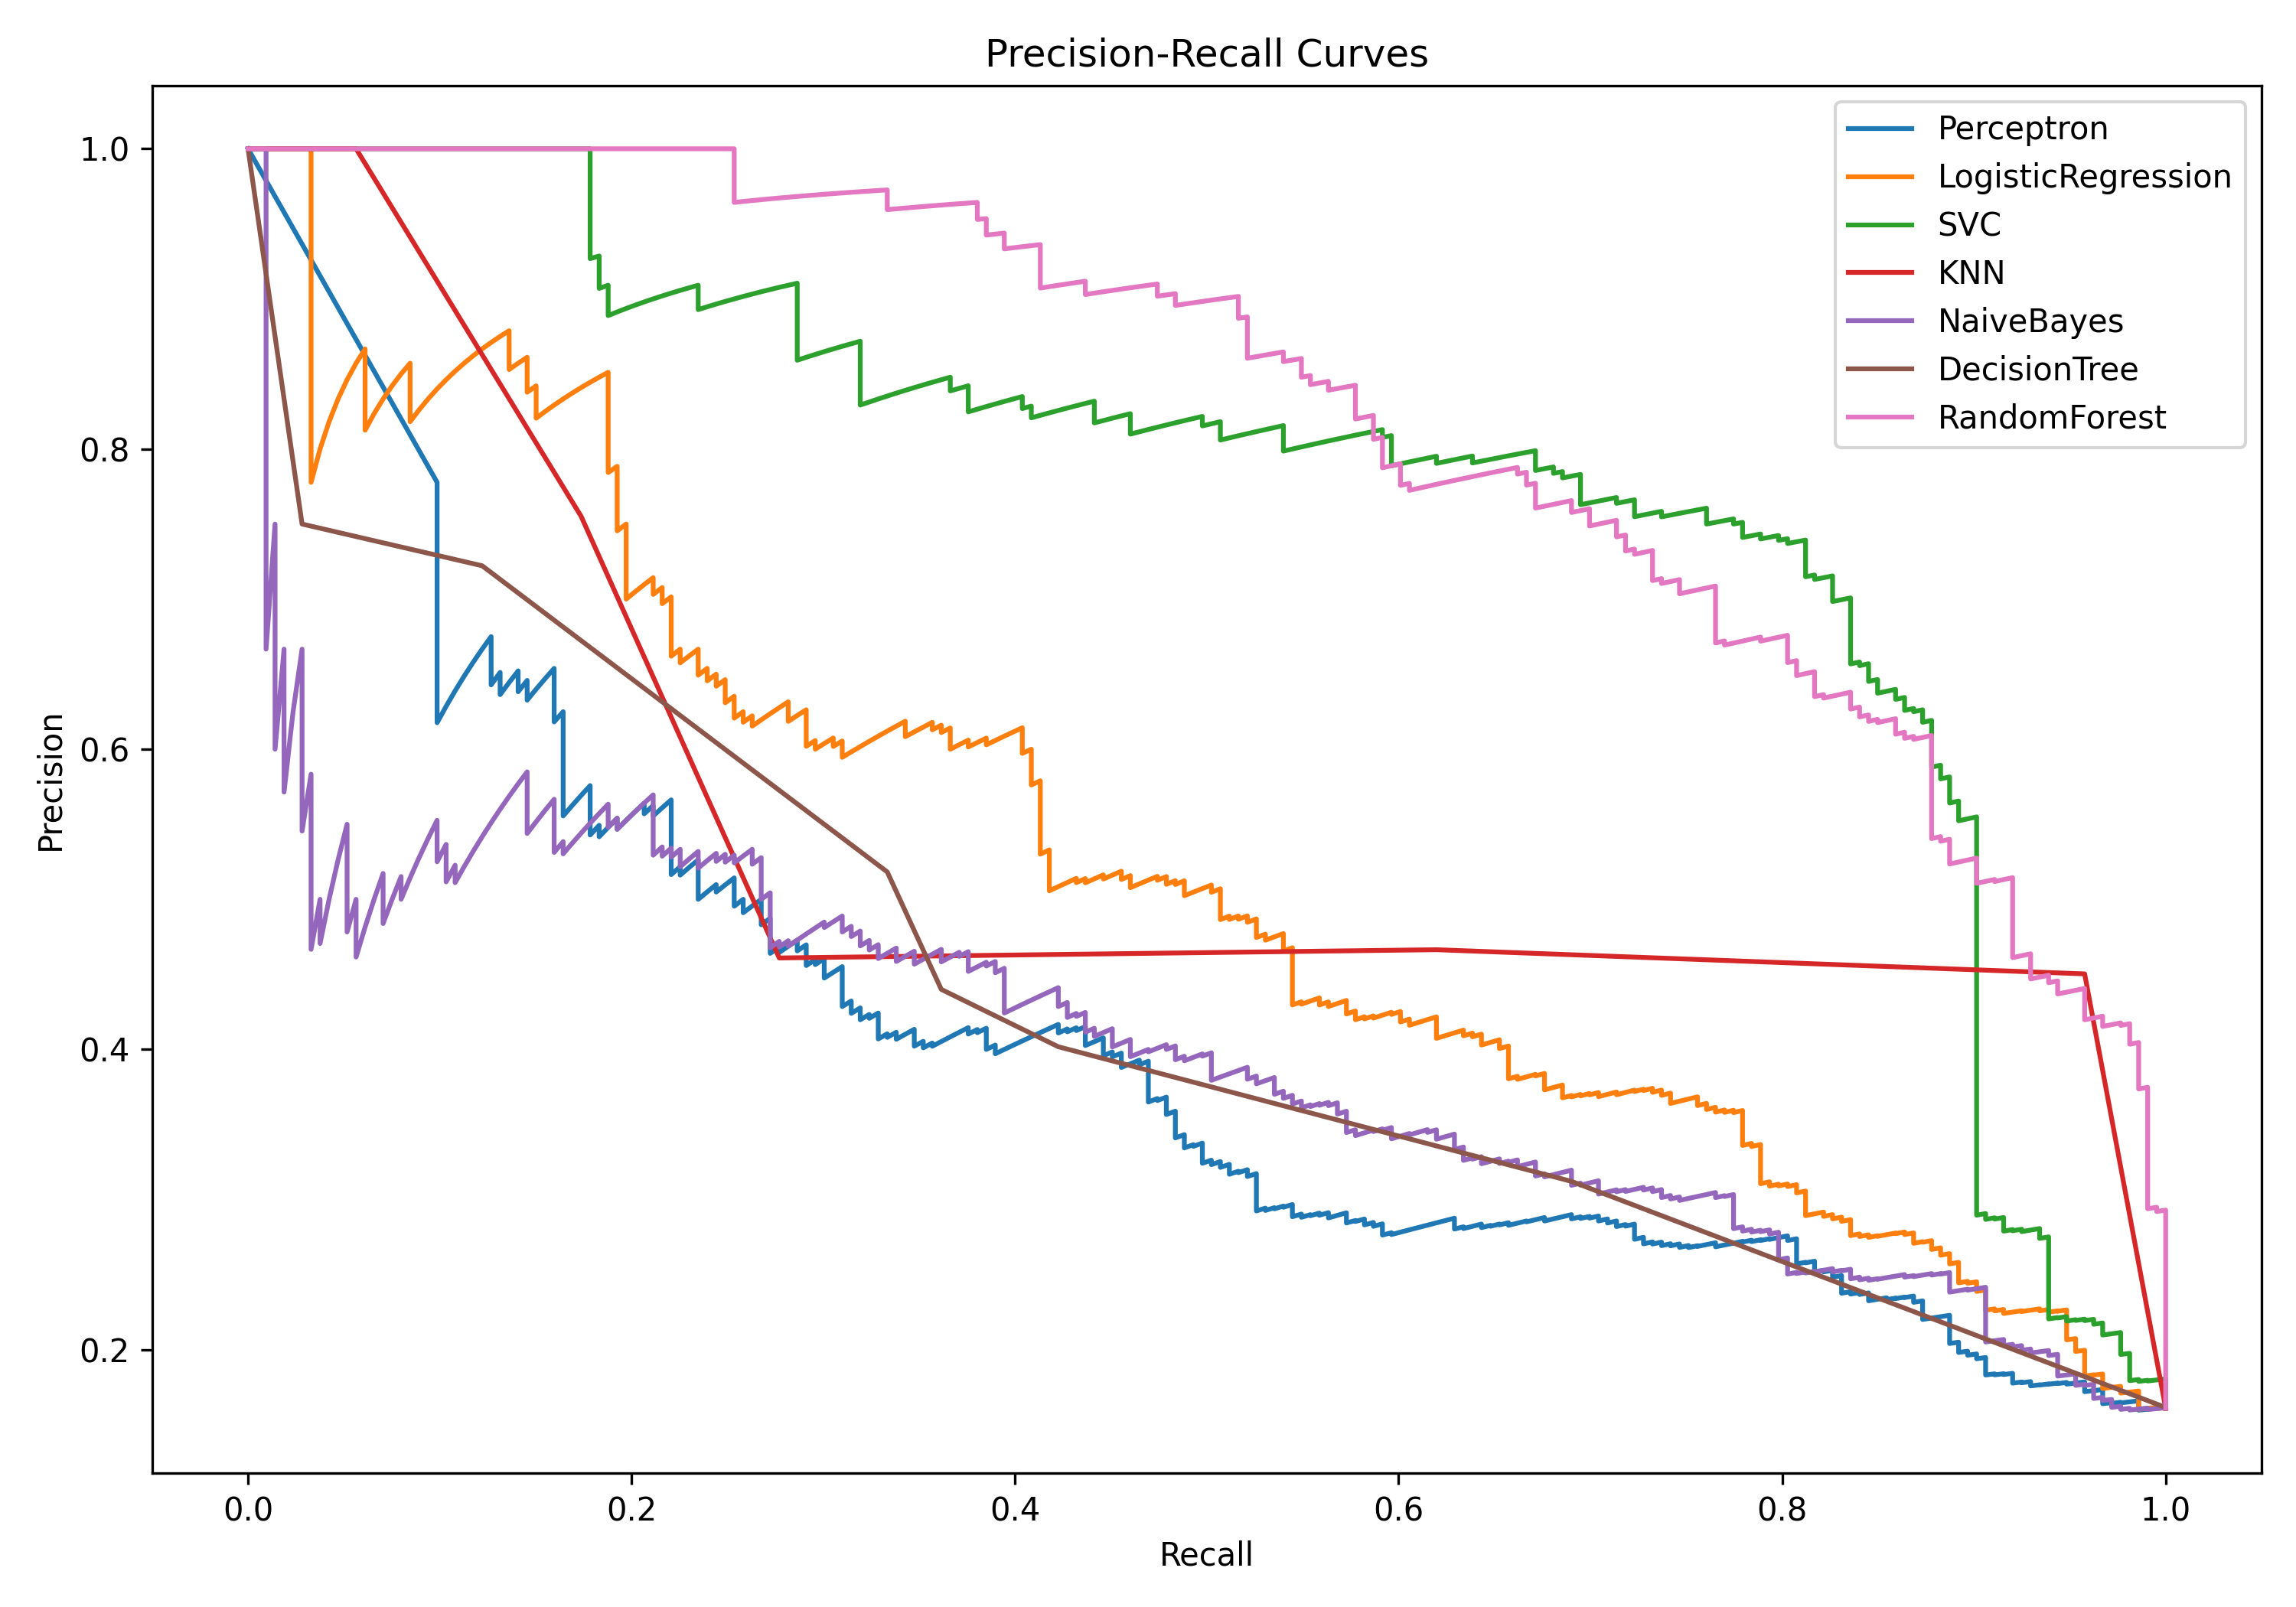 Precision-Recall Curves
Precision
1.0
0.8
0.6
0.4
0.2
Perceptron
LogisticRegression
SVC
KNN
NaiveBayes
DecisionTree
RandomForest
0.0 0.2 0.4 0.6 0.8 1.0
Recall